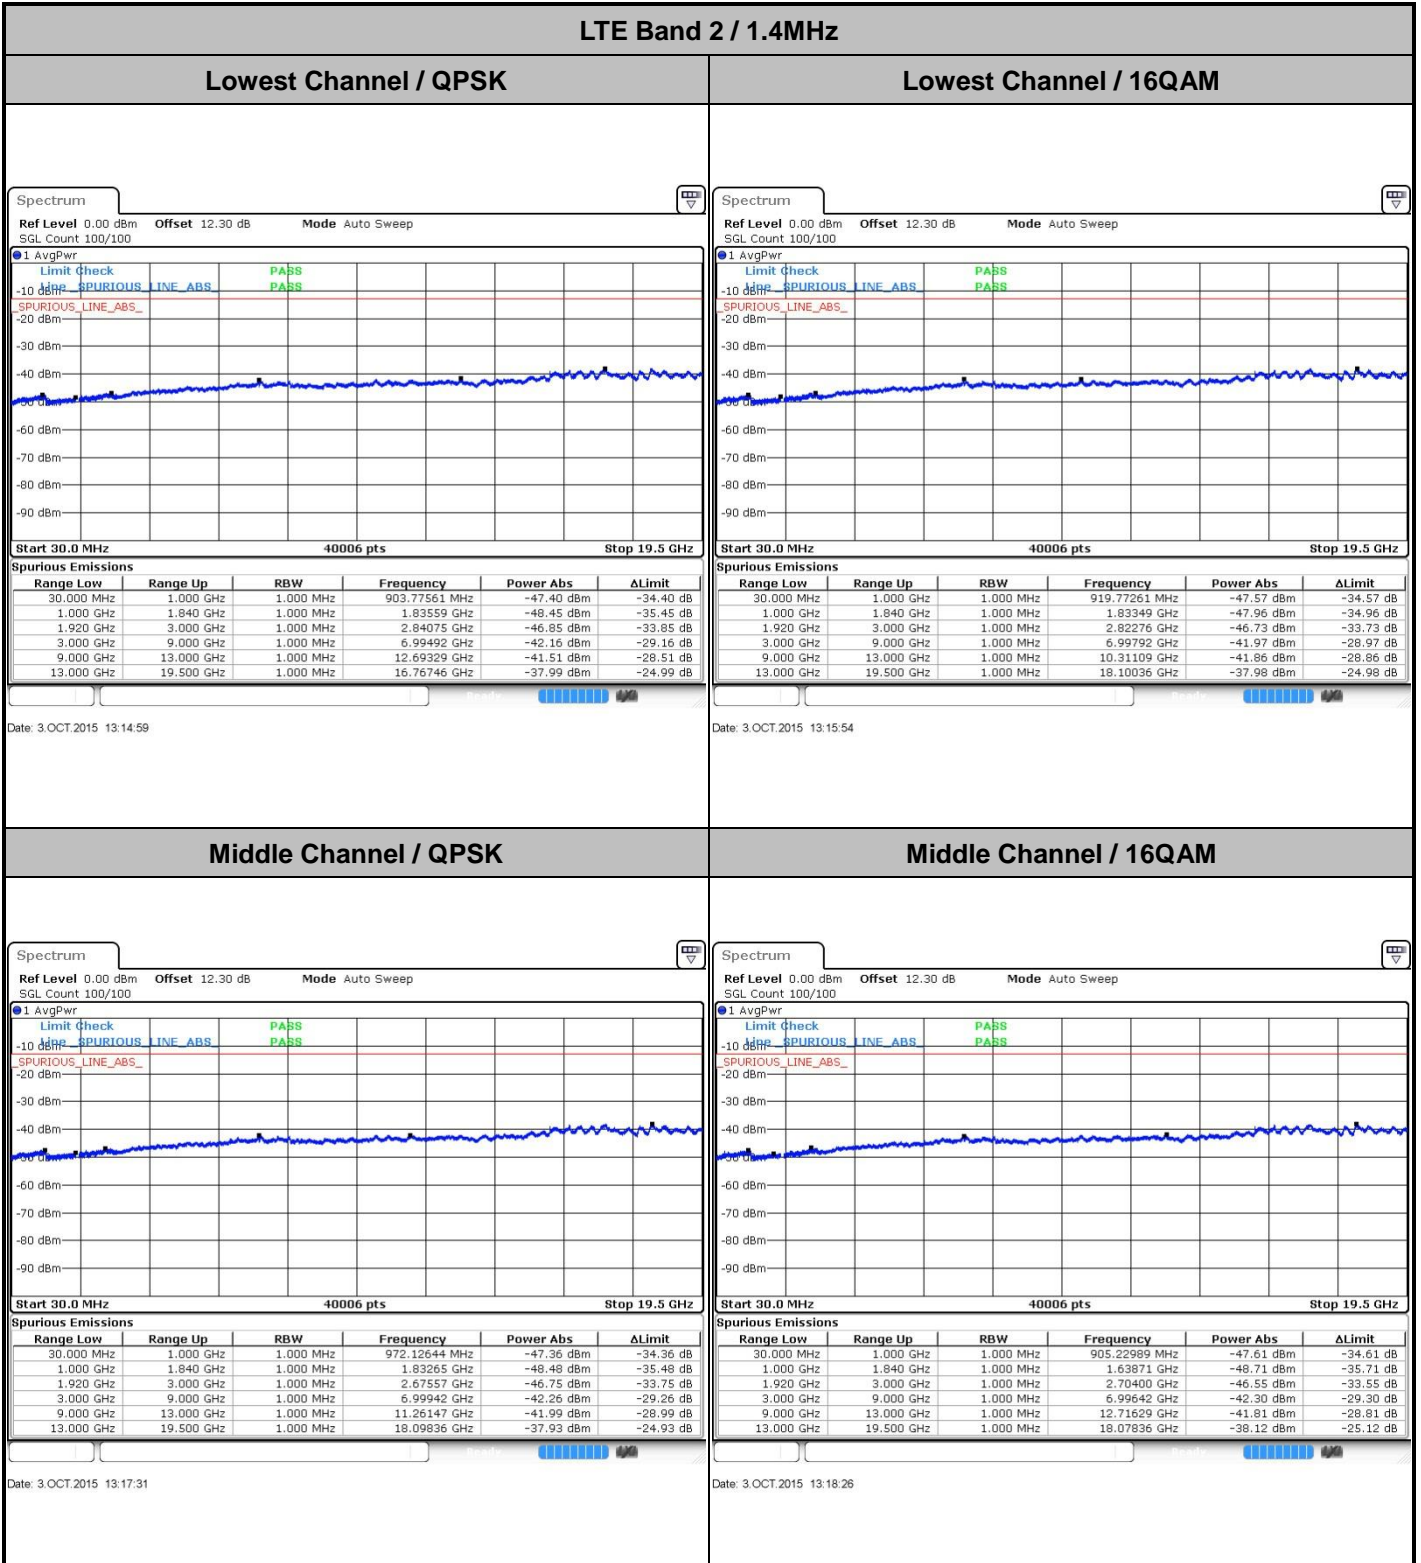 LTE Band 2 / 1.4MHz
Lowest Channel / QPSK
Lowest Channel / 16QAM
Spectrum
Ref Level 0.00 dBm Offset 12.30 dB Mode Auto Sweep
SGL Count 100/100
1 AvgPwr
Limit Check PASS
Line _SPURIOUS_LINE_ABS_ PASS
-10 dBm
_SPURIOUS_LINE_ABS_
-20 dBm
-30 dBm
-40 dBm
-50 dBm
-60 dBm
-70 dBm
-80 dBm
-90 dBm
Start 30.0 MHz 40006 pts Stop 19.5 GHz
Spurious Emissions
Range Low Range Up RBW Frequency Power Abs ΔLimit
30.000 MHz 1.000 GHz 1.000 MHz 903.77561 MHz -47.40 dBm -34.40 dB
1.000 GHz 1.840 GHz 1.000 MHz 1.83559 GHz -48.45 dBm -35.45 dB
1.920 GHz 3.000 GHz 1.000 MHz 2.84075 GHz -46.85 dBm -33.85 dB
3.000 GHz 9.000 GHz 1.000 MHz 6.99492 GHz -42.16 dBm -29.16 dB
9.000 GHz 13.000 GHz 1.000 MHz 12.69329 GHz -41.51 dBm -28.51 dB
13.000 GHz 19.500 GHz 1.000 MHz 16.76746 GHz -37.99 dBm -24.99 dB
Ready
Date: 3.OCT.2015 13:14:59
Spectrum
Ref Level 0.00 dBm Offset 12.30 dB Mode Auto Sweep
SGL Count 100/100
1 AvgPwr
Limit Check PASS
Line _SPURIOUS_LINE_ABS_ PASS
-10 dBm
_SPURIOUS_LINE_ABS_
-20 dBm
-30 dBm
-40 dBm
-50 dBm
-60 dBm
-70 dBm
-80 dBm
-90 dBm
Start 30.0 MHz 40006 pts Stop 19.5 GHz
Spurious Emissions
Range Low Range Up RBW Frequency Power Abs ΔLimit
30.000 MHz 1.000 GHz 1.000 MHz 919.77261 MHz -47.57 dBm -34.57 dB
1.000 GHz 1.840 GHz 1.000 MHz 1.83349 GHz -47.96 dBm -34.96 dB
1.920 GHz 3.000 GHz 1.000 MHz 2.82276 GHz -46.73 dBm -33.73 dB
3.000 GHz 9.000 GHz 1.000 MHz 6.99792 GHz -41.97 dBm -28.97 dB
9.000 GHz 13.000 GHz 1.000 MHz 10.31109 GHz -41.86 dBm -28.86 dB
13.000 GHz 19.500 GHz 1.000 MHz 18.10036 GHz -37.98 dBm -24.98 dB
Ready
Date: 3.OCT.2015 13:15:54
Middle Channel / QPSK
Middle Channel / 16QAM
Spectrum
Ref Level 0.00 dBm Offset 12.30 dB Mode Auto Sweep
SGL Count 100/100
1 AvgPwr
Limit Check PASS
Line _SPURIOUS_LINE_ABS_ PASS
-10 dBm
_SPURIOUS_LINE_ABS_
-20 dBm
-30 dBm
-40 dBm
-50 dBm
-60 dBm
-70 dBm
-80 dBm
-90 dBm
Start 30.0 MHz 40006 pts Stop 19.5 GHz
Spurious Emissions
Range Low Range Up RBW Frequency Power Abs ΔLimit
30.000 MHz 1.000 GHz 1.000 MHz 972.12644 MHz -47.36 dBm -34.36 dB
1.000 GHz 1.840 GHz 1.000 MHz 1.83265 GHz -48.48 dBm -35.48 dB
1.920 GHz 3.000 GHz 1.000 MHz 2.67557 GHz -46.75 dBm -33.75 dB
3.000 GHz 9.000 GHz 1.000 MHz 6.99942 GHz -42.26 dBm -29.26 dB
9.000 GHz 13.000 GHz 1.000 MHz 11.26147 GHz -41.99 dBm -28.99 dB
13.000 GHz 19.500 GHz 1.000 MHz 18.09836 GHz -37.93 dBm -24.93 dB
Ready
Date: 3.OCT.2015 13:17:31
Spectrum
Ref Level 0.00 dBm Offset 12.30 dB Mode Auto Sweep
SGL Count 100/100
1 AvgPwr
Limit Check PASS
Line _SPURIOUS_LINE_ABS_ PASS
-10 dBm
_SPURIOUS_LINE_ABS_
-20 dBm
-30 dBm
-40 dBm
-50 dBm
-60 dBm
-70 dBm
-80 dBm
-90 dBm
Start 30.0 MHz 40006 pts Stop 19.5 GHz
Spurious Emissions
Range Low Range Up RBW Frequency Power Abs ΔLimit
30.000 MHz 1.000 GHz 1.000 MHz 905.22989 MHz -47.61 dBm -34.61 dB
1.000 GHz 1.840 GHz 1.000 MHz 1.63871 GHz -48.71 dBm -35.71 dB
1.920 GHz 3.000 GHz 1.000 MHz 2.70400 GHz -46.55 dBm -33.55 dB
3.000 GHz 9.000 GHz 1.000 MHz 6.99642 GHz -42.30 dBm -29.30 dB
9.000 GHz 13.000 GHz 1.000 MHz 12.71629 GHz -41.81 dBm -28.81 dB
13.000 GHz 19.500 GHz 1.000 MHz 18.07836 GHz -38.12 dBm -25.12 dB
Ready
Date: 3.OCT.2015 13:18:26